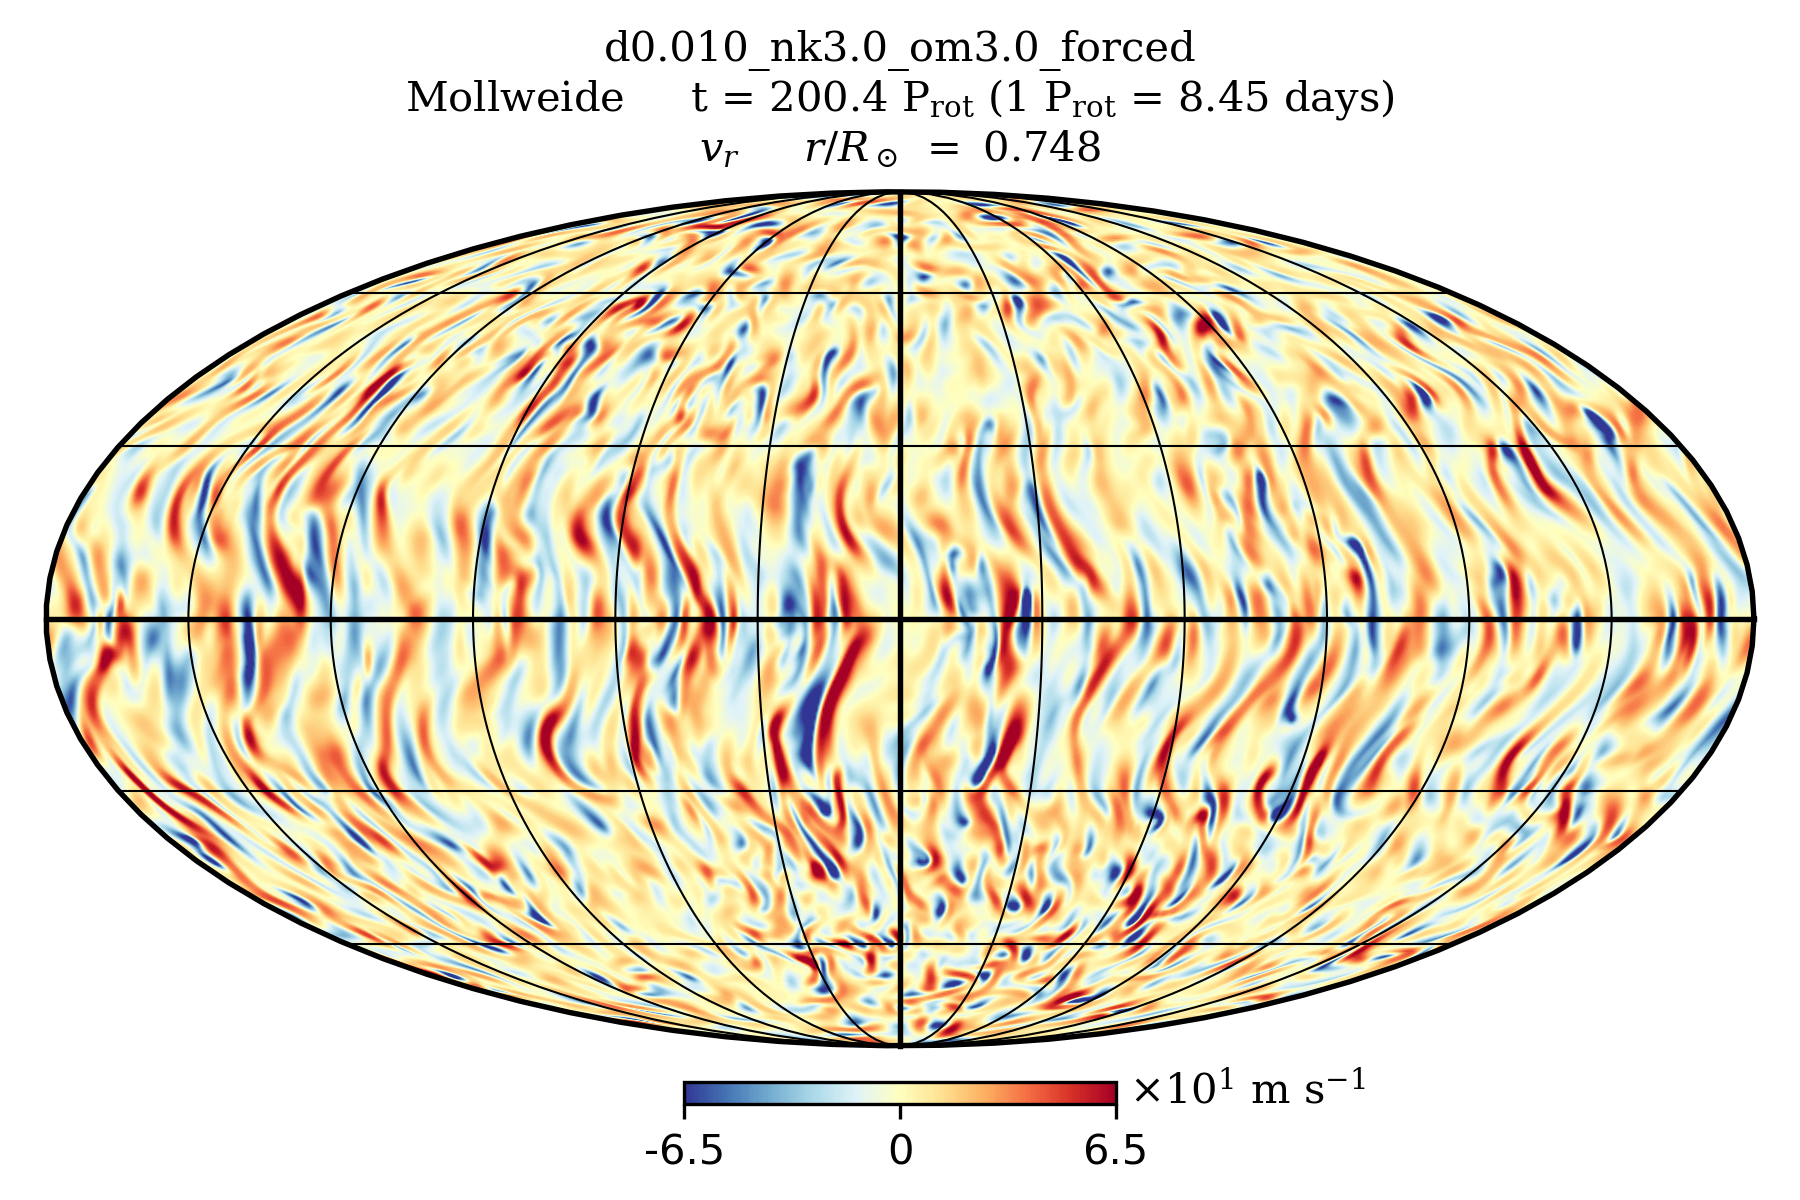 d0.010_nk3.0_om3.0_forced
Mollweide t = 200.4 P_rot (1 P_rot = 8.45 days)
v_r r/R_⊙ = 0.748
×10¹ m s⁻¹
-6.5 0 6.5